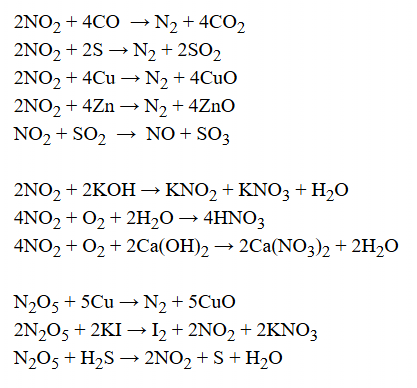 2NO₂ + 4CO → N₂ + 4CO₂
2NO₂ + 2S → N₂ + 2SO₂
2NO₂ + 4Cu → N₂ + 4CuO
2NO₂ + 4Zn → N₂ + 4ZnO
NO₂ + SO₂ → NO + SO₃
2NO₂ + 2KOH → KNO₂ + KNO₃ + H₂O
4NO₂ + O₂ + 2H₂O → 4HNO₃
4NO₂ + O₂ + 2Ca(OH)₂ → 2Ca(NO₃)₂ + 2H₂O
N₂O₅ + 5Cu → N₂ + 5CuO
2N₂O₅ + 2KI → I₂ + 2NO₂ + 2KNO₃
N₂O₅ + H₂S → 2NO₂ + S + H₂O